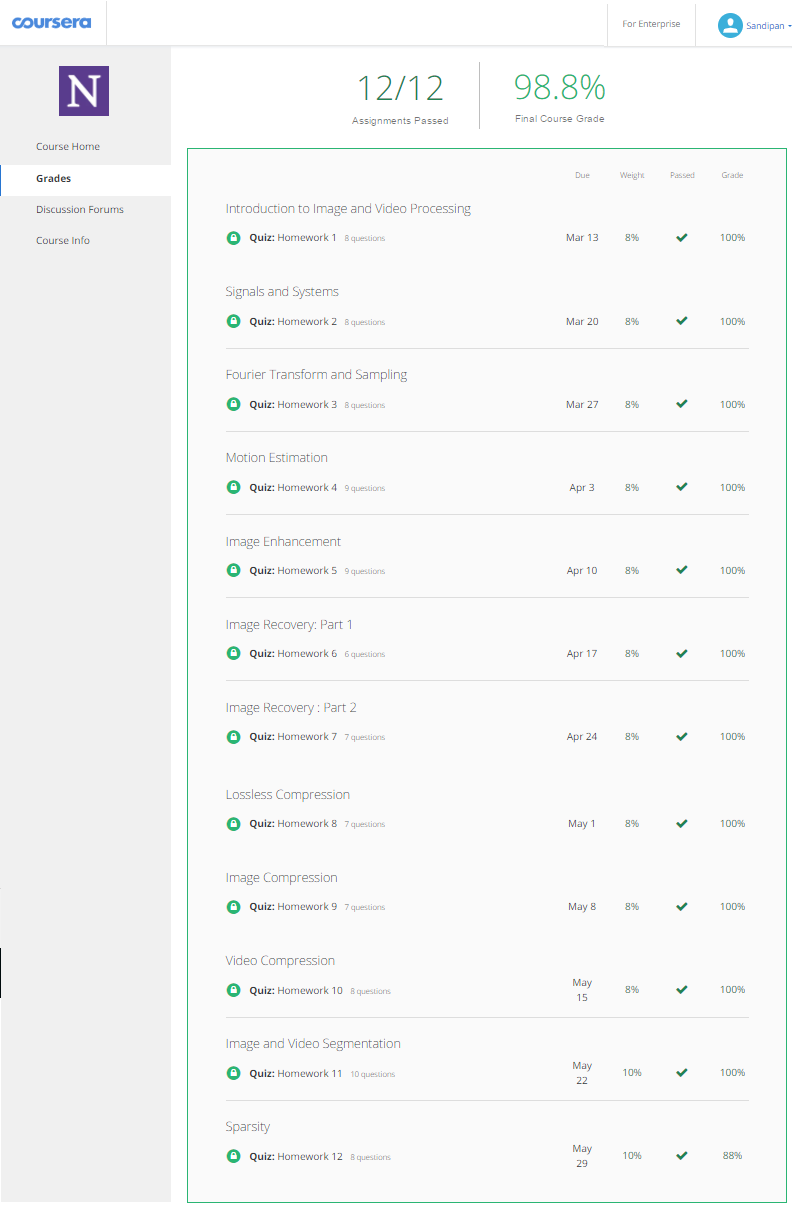 coursera
For Enterprise
Sandipan
N
Course Home
Grades
Discussion Forums
Course Info
12/12
Assignments Passed
98.8%
Final Course Grade
Due Weight Passed Grade
Introduction to Image and Video Processing
Quiz: Homework 1 8 questions Mar 13 8% 100%
Signals and Systems
Quiz: Homework 2 8 questions Mar 20 8% 100%
Fourier Transform and Sampling
Quiz: Homework 3 8 questions Mar 27 8% 100%
Motion Estimation
Quiz: Homework 4 9 questions Apr 3 8% 100%
Image Enhancement
Quiz: Homework 5 9 questions Apr 10 8% 100%
Image Recovery: Part 1
Quiz: Homework 6 6 questions Apr 17 8% 100%
Image Recovery : Part 2
Quiz: Homework 7 7 questions Apr 24 8% 100%
Lossless Compression
Quiz: Homework 8 7 questions May 1 8% 100%
Image Compression
Quiz: Homework 9 7 questions May 8 8% 100%
Video Compression
Quiz: Homework 10 8 questions May 15 8% 100%
Image and Video Segmentation
Quiz: Homework 11 10 questions May 22 10% 100%
Sparsity
Quiz: Homework 12 8 questions May 29 10% 88%